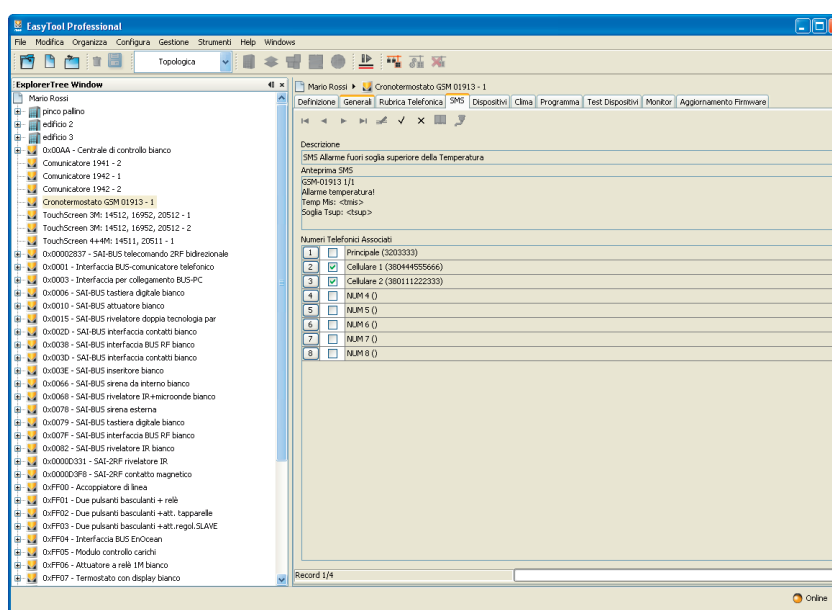 EasyTool Professional
File Modifica Organizza Configura Gestione Strumenti Help Windows
Topologica
ExplorerTree Window
Mario Rossi
pinco pallino
edificio 2
edificio 3
0x00AA - Centrale di controllo bianco
Comunicatore 1941 - 2
Comunicatore 1942 - 1
Comunicatore 1942 - 2
Cronotermostato GSM 01913 - 1
TouchScreen 3M: 14512, 16952, 20512 - 1
TouchScreen 3M: 14512, 16952, 20512 - 2
TouchScreen 4+4M: 14511, 20511 - 1
0x00002837 - SAI-BUS telecomando 2RF bidirezionale
0x0001 - Interfaccia BUS-comunicatore telefonico
0x0003 - Interfaccia per collegamento BUS-PC
0x0006 - SAI-BUS tastiera digitale bianco
0x0010 - SAI-BUS attuatore bianco
0x0015 - SAI-BUS rivelatore doppia tecnologia par
0x002D - SAI-BUS interfaccia contatti bianco
0x0038 - SAI-BUS interfaccia BUS RF bianco
0x003D - SAI-BUS interfaccia contatti bianco
0x003E - SAI-BUS inseritore bianco
0x0066 - SAI-BUS sirena da interno bianco
0x0068 - SAI-BUS rivelatore IR+microonde bianco
0x0078 - SAI-BUS sirena esterna
0x0079 - SAI-BUS tastiera digitale bianco
0x007F - SAI-BUS interfaccia BUS RF bianco
0x0082 - SAI-BUS rivelatore IR bianco
0x0000D331 - SAI-2RF rivelatore IR
0x0000D3F8 - SAI-2RF contatto magnetico
0xFF00 - Accoppiatore di linea
0xFF01 - Due pulsanti basculanti + relè
0xFF02 - Due pulsanti basculanti +att. tapparelle
0xFF03 - Due pulsanti basculanti +att.regol.SLAVE
0xFF04 - Interfaccia BUS EnOcean
0xFF05 - Modulo controllo carichi
0xFF06 - Attuatore a relè 1M bianco
0xFF07 - Termostato con display bianco
Mario Rossi Cronotermostato GSM 01913 - 1
Definizione Generali Rubrica Telefonica SMS Dispositivi Clima Programma Test Dispositivi Monitor Aggiornamento Firmware
Descrizione
SMS Allarme fuori soglia superiore della Temperatura
Anteprima SMS
GSM-01913 1/1
Allarme temperatura!
Temp Mis: <tmis>
Soglia Tsup: <tsup>
Numeri Telefonici Associati
1 Principale (3203333)
2 Cellulare 1 (380444555666)
3 Cellulare 2 (380111222333)
4 NUM 4 ()
5 NUM 5 ()
6 NUM 6 ()
7 NUM 7 ()
8 NUM 8 ()
Record 1/4
Online